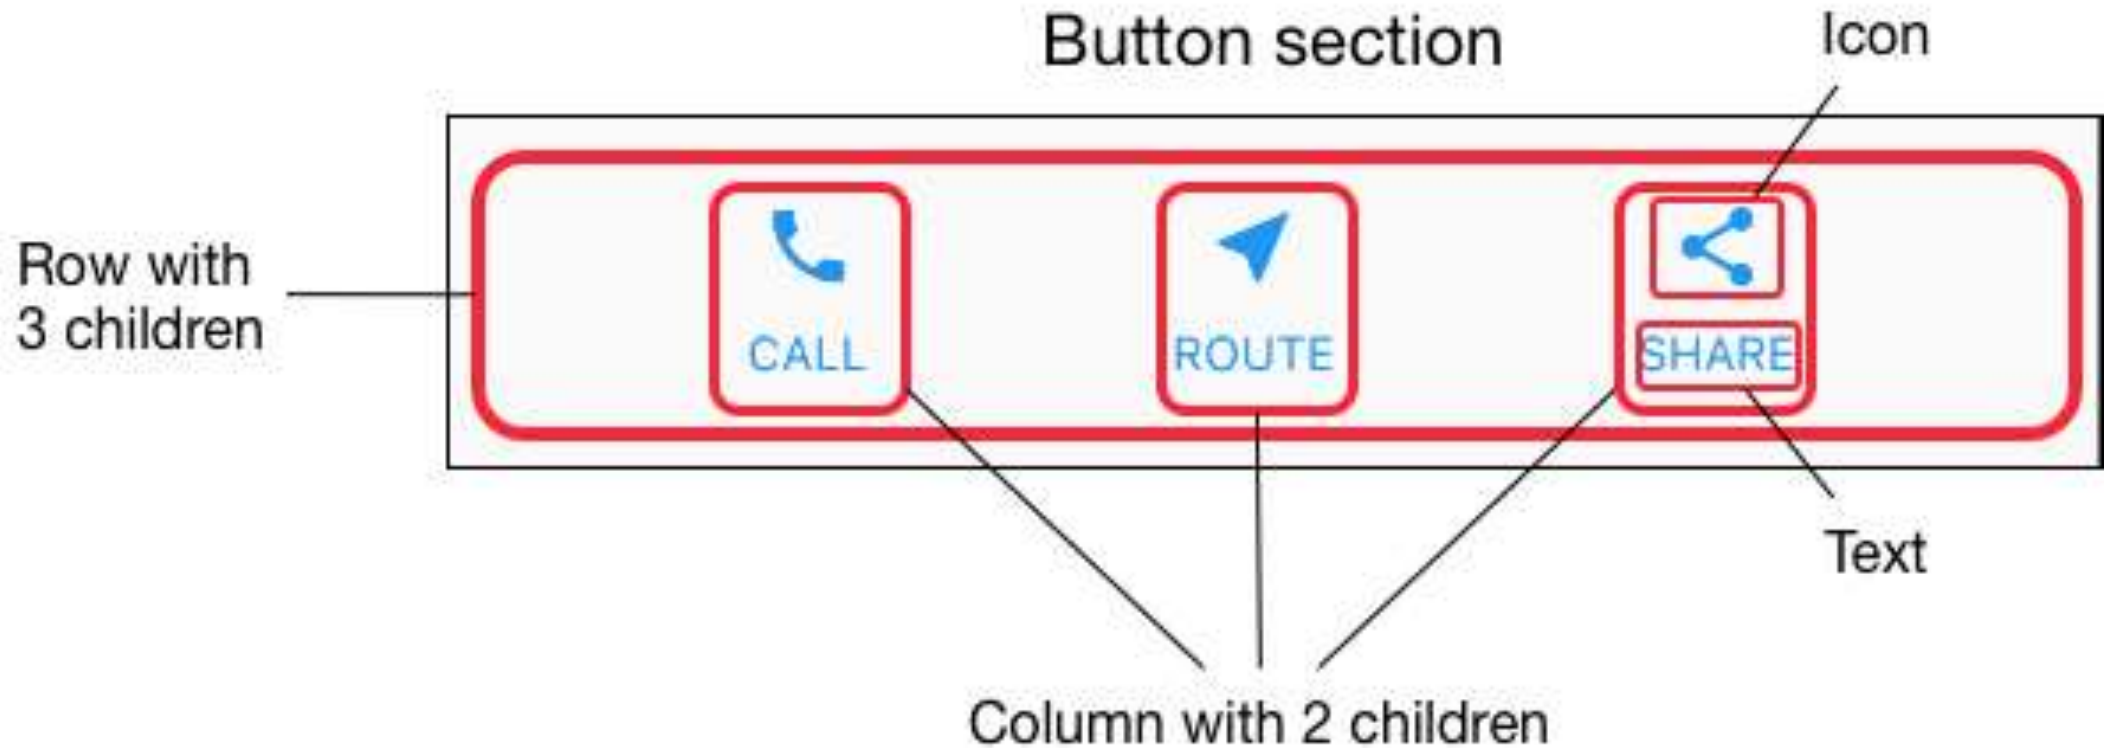 Button section
Icon
Row with
3 children
CALL
ROUTE
SHARE
Text
Column with 2 children